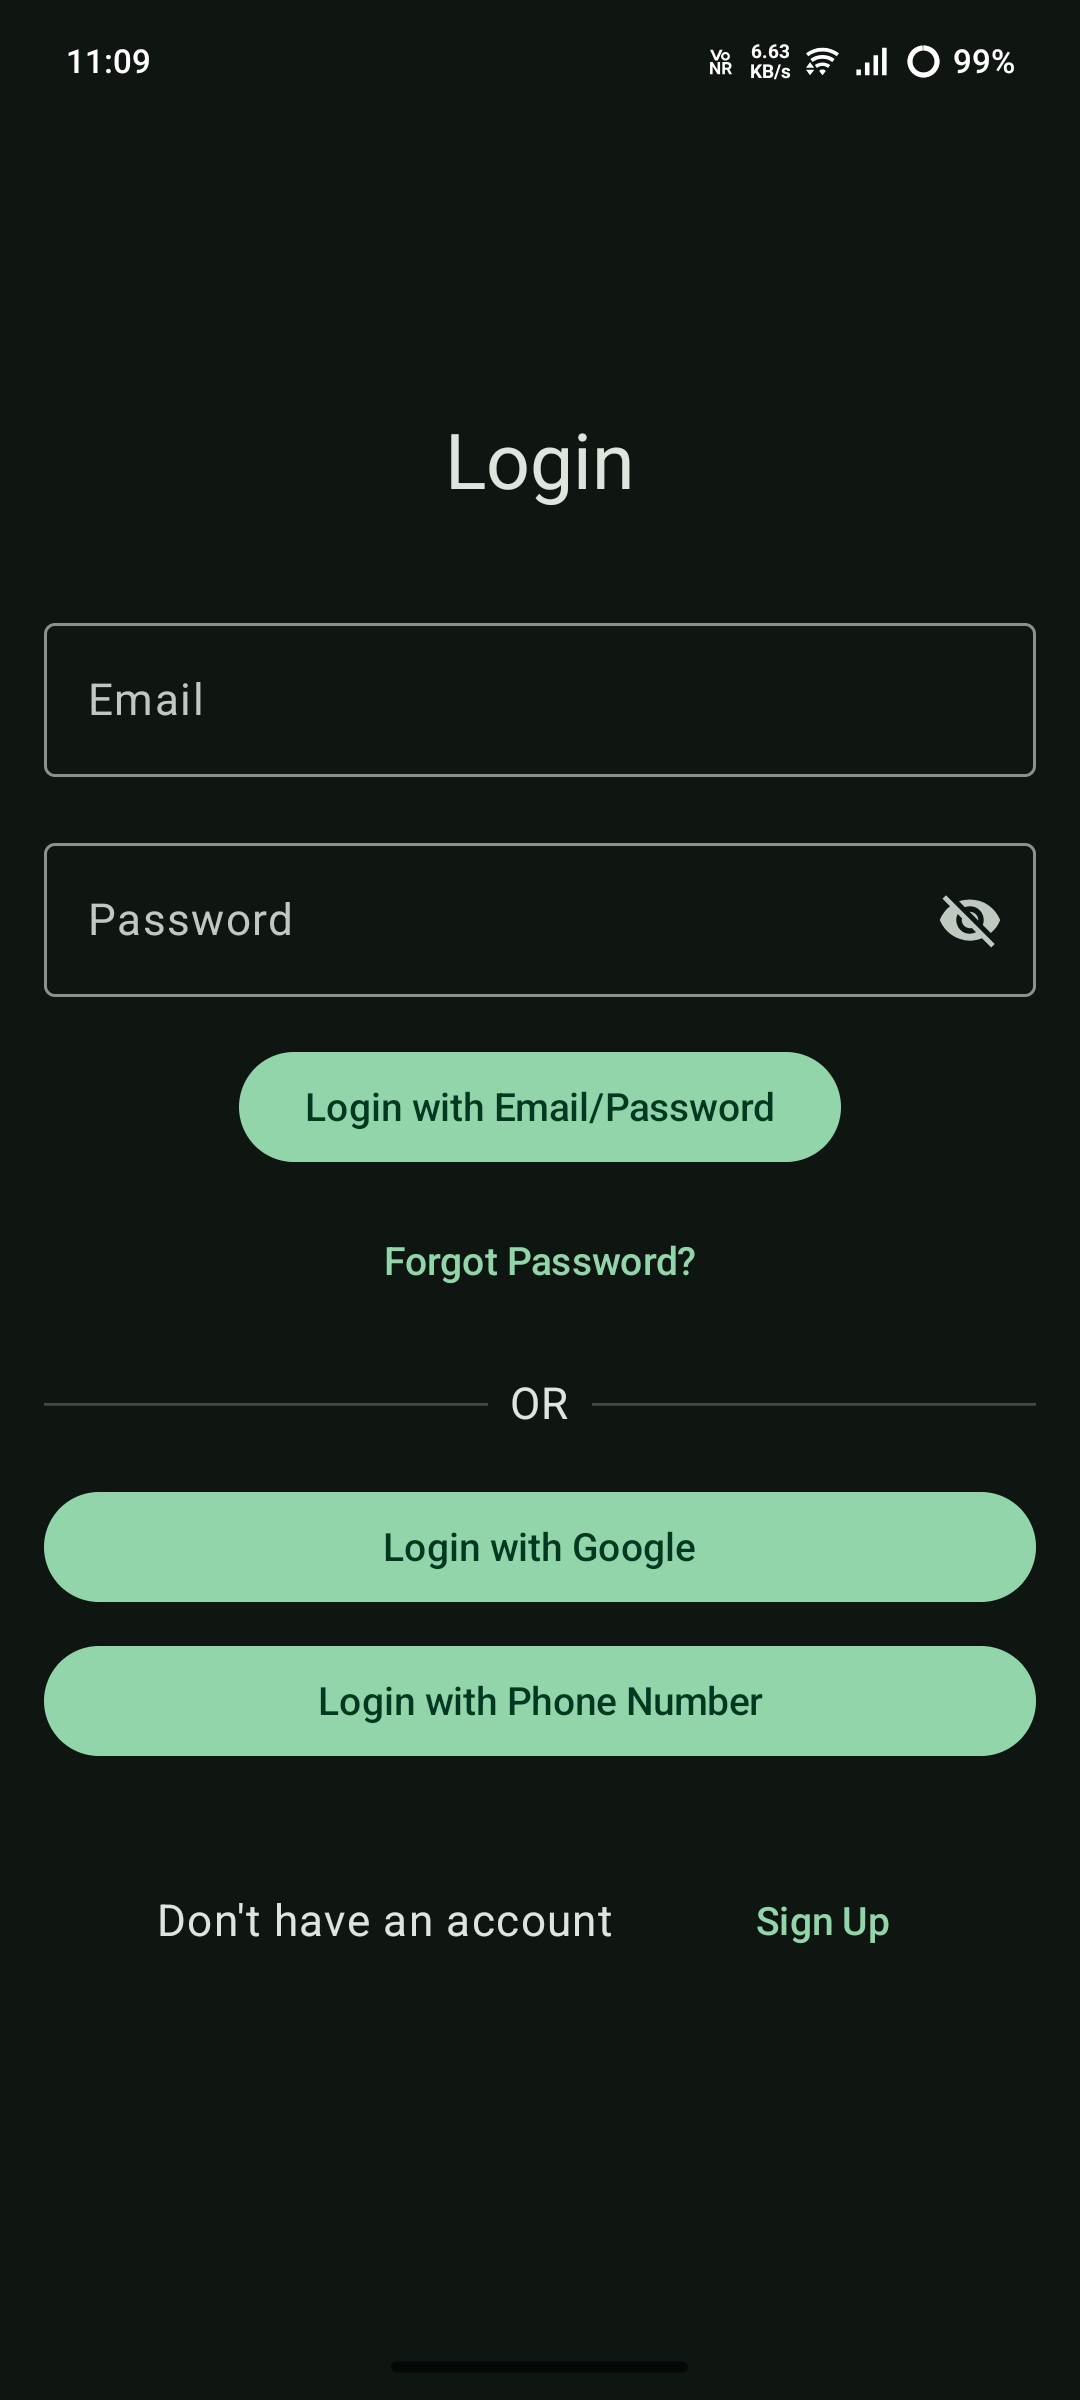 11:09
Vo
NR
6.63
KB/s
99%
Login
Email
Password
Login with Email/Password
Forgot Password?
OR
Login with Google
Login with Phone Number
Don't have an account
Sign Up